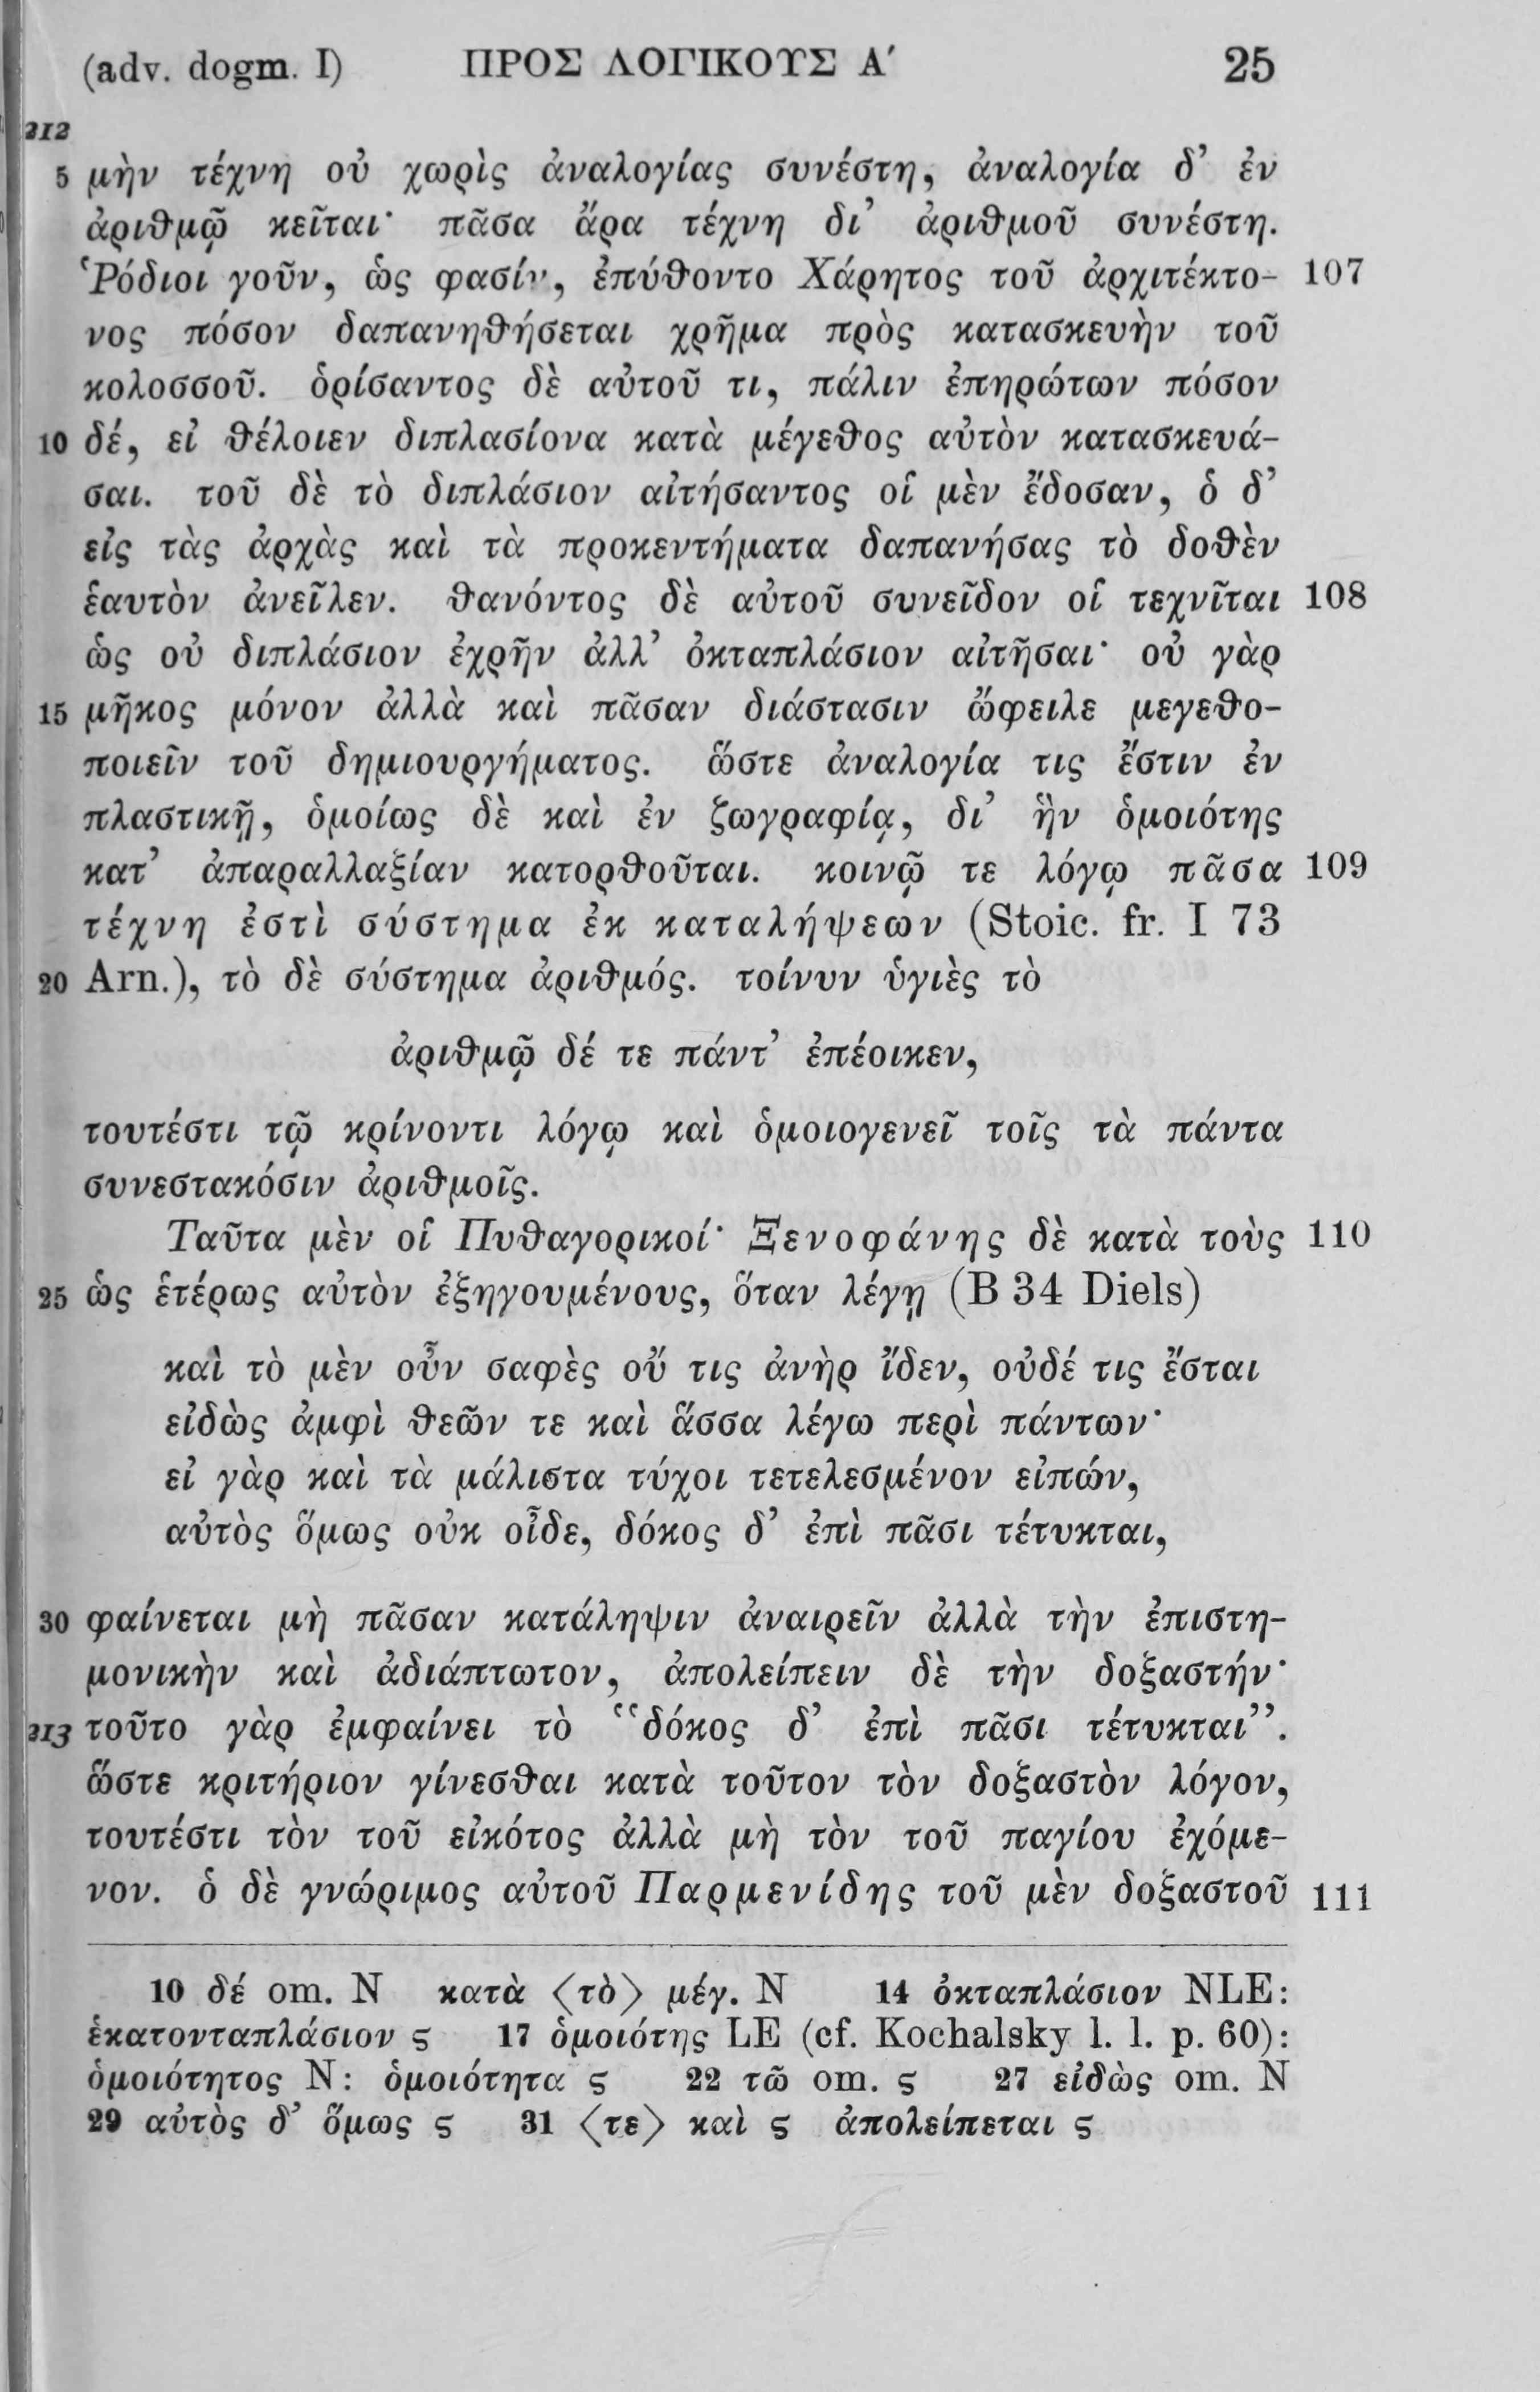 (adv. dogm. I) ΠΡΟΣ ΛΟΓΙΚΟΥΣ Α΄ 25
212
5 μὴν τέχνη οὐ χωρὶς ἀναλογίας συνέστη, ἀναλογία δ’ ἐν
ἀριθμῷ κεῖται· πᾶσα ἄρα τέχνη δι’ ἀριθμοῦ συνέστη.
Ῥόδιοι γοῦν, ὥς φασίν, ἐπύθοντο Χάρητος τοῦ ἀρχιτέκτο- 107
νος πόσον δαπανηθήσεται χρῆμα πρὸς κατασκευὴν τοῦ
κολοσσοῦ. ὁρίσαντος δὲ αὐτοῦ τι, πάλιν ἐπηρώτων πόσον
10 δέ, εἰ θέλοιεν διπλασίονα κατὰ μέγεθος αὐτὸν κατασκευά-
σαι. τοῦ δὲ τὸ διπλάσιον αἰτήσαντος οἱ μὲν ἔδοσαν, ὁ δ’
εἰς τὰς ἀρχὰς καὶ τὰ προκεντήματα δαπανήσας τὸ δοθὲν
ἑαυτὸν ἀνεῖλεν. θανόντος δὲ αὐτοῦ συνεῖδον οἱ τεχνῖται 108
ὡς οὐ διπλάσιον ἐχρῆν ἀλλ’ ὀκταπλάσιον αἰτῆσαι· οὐ γὰρ
15 μῆκος μόνον ἀλλὰ καὶ πᾶσαν διάστασιν ὤφειλε μεγεθο-
ποιεῖν τοῦ δημιουργήματος. ὥστε ἀναλογία τις ἔστιν ἐν
πλαστικῇ, ὁμοίως δὲ καὶ ἐν ζωγραφίᾳ, δι’ ἣν ὁμοιότης
κατ’ ἀπαραλλαξίαν κατορθοῦται. κοινῷ τε λόγῳ πᾶσα 109
τέχνη ἐστὶ σύστημα ἐκ καταλήψεων (Stoic. fr. I 73
20 Arn.), τὸ δὲ σύστημα ἀριθμός. τοίνυν ὑγιὲς τὸ
ἀριθμῷ δέ τε πάντ’ ἐπέοικεν,
τουτέστι τῷ κρίνοντι λόγῳ καὶ ὁμοιογενεῖ τοῖς τὰ πάντα
συνεστακόσιν ἀριθμοῖς.
Ταῦτα μὲν οἱ Πυθαγορικοί· Ξενοφάνης δὲ κατὰ τοὺς 110
25 ὡς ἑτέρως αὐτὸν ἐξηγουμένους, ὅταν λέγῃ (B 34 Diels)
καὶ τὸ μὲν οὖν σαφὲς οὔ τις ἀνὴρ ἴδεν, οὐδέ τις ἔσται
εἰδὼς ἀμφὶ θεῶν τε καὶ ἅσσα λέγω περὶ πάντων·
εἰ γὰρ καὶ τὰ μάλιστα τύχοι τετελεσμένον εἰπών,
αὐτὸς ὅμως οὐκ οἶδε, δόκος δ’ ἐπὶ πᾶσι τέτυκται,
30 φαίνεται μὴ πᾶσαν κατάληψιν ἀναιρεῖν ἀλλὰ τὴν ἐπιστη-
μονικὴν καὶ ἀδιάπτωτον, ἀπολείπειν δὲ τὴν δοξαστήν·
213 τοῦτο γὰρ ἐμφαίνει τὸ “δόκος δ’ ἐπὶ πᾶσι τέτυκται”.
ὥστε κριτήριον γίνεσθαι κατὰ τοῦτον τὸν δοξαστὸν λόγον,
τουτέστι τὸν τοῦ εἰκότος ἀλλὰ μὴ τὸν τοῦ παγίου ἐχόμε-
νον. ὁ δὲ γνώριμος αὐτοῦ Παρμενίδης τοῦ μὲν δοξαστοῦ 111
10 δέ om. N κατὰ ⟨τὸ⟩ μέγ. N 14 ὀκταπλάσιον NLE:
ἑκατονταπλάσιον ς 17 ὁμοιότης LE (cf. Kochalsky l. l. p. 60):
ὁμοιότητος N: ὁμοιότητα ς 22 τῶ om. ς 27 εἰδὼς om. N
29 αὐτὸς δ’ ὅμως ς 31 ⟨τε⟩ καὶ ς ἀπολείπεται ς